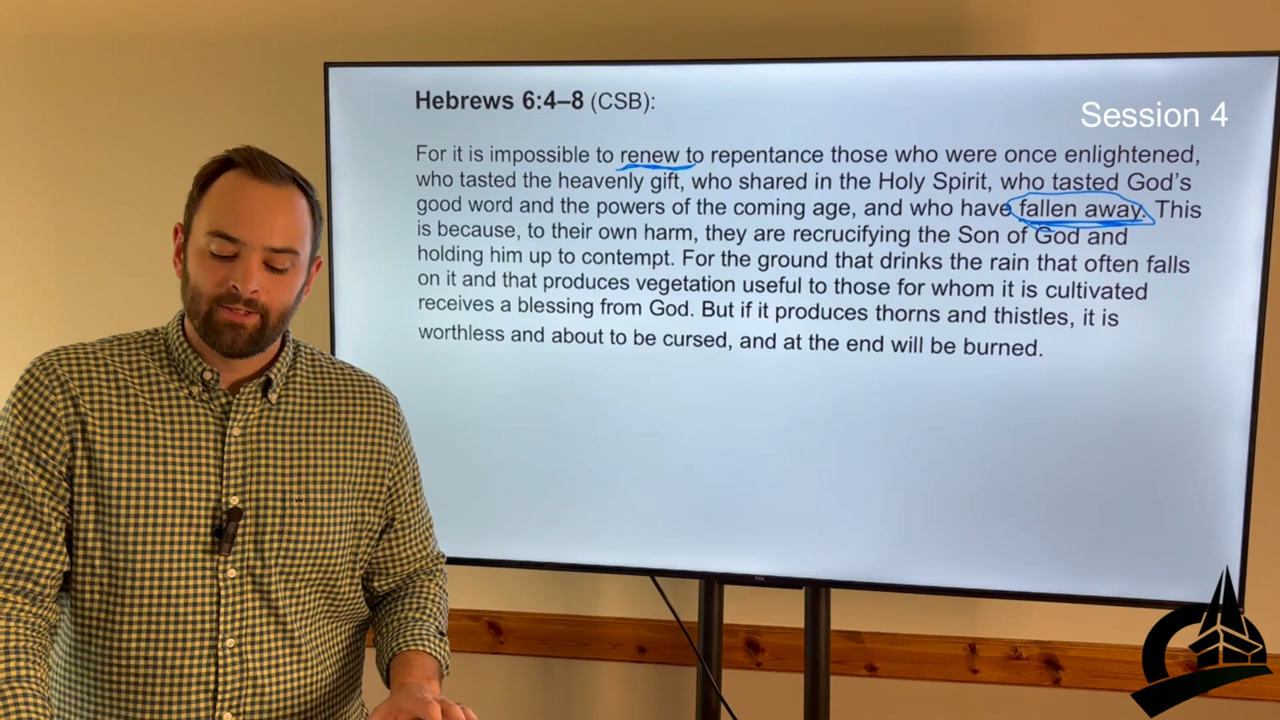 Hebrews 6:4–8 (CSB):
Session 4
For it is impossible to renew to repentance those who were once enlightened,
who tasted the heavenly gift, who shared in the Holy Spirit, who tasted God's
good word and the powers of the coming age, and who have fallen away. This
is because, to their own harm, they are recrucifying the Son of God and
holding him up to contempt. For the ground that drinks the rain that often falls
on it and that produces vegetation useful to those for whom it is cultivated
receives a blessing from God. But if it produces thorns and thistles, it is
worthless and about to be cursed, and at the end will be burned.
TCL